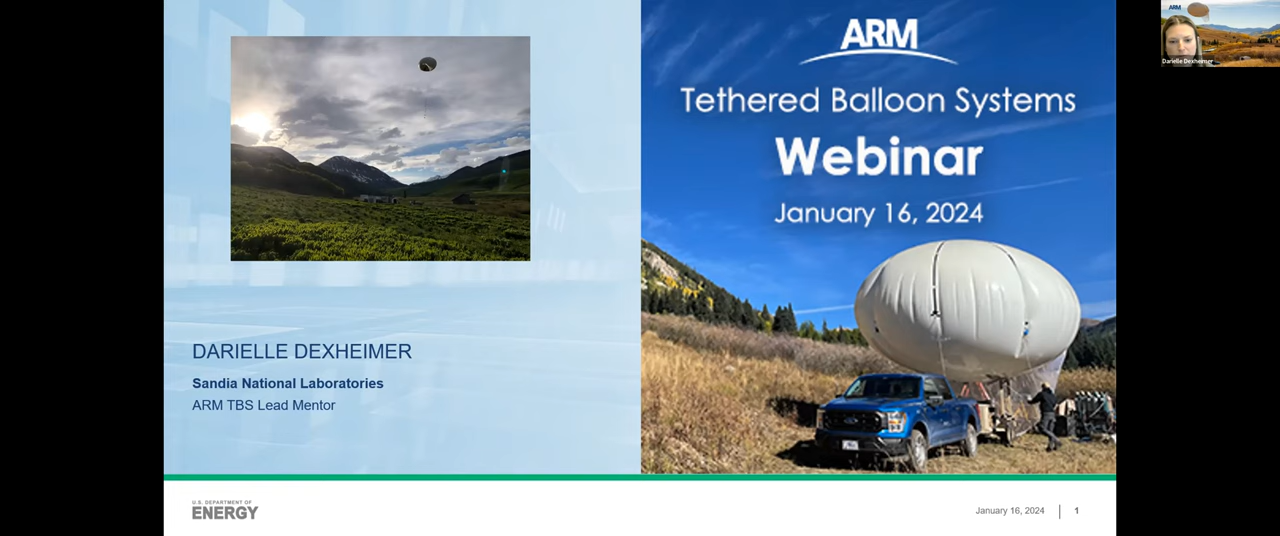 ARM
Tethered Balloon Systems
Webinar
January 16, 2024
DARIELLE DEXHEIMER
Sandia National Laboratories
ARM TBS Lead Mentor
U.S. DEPARTMENT OF
ENERGY
January 16, 2024
1
ARM
Darielle Dexheimer